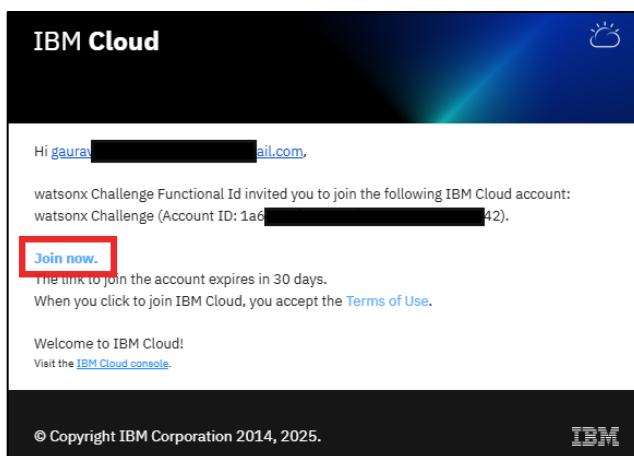 IBM Cloud
Hi gaurav ail.com,
watsonx Challenge Functional Id invited you to join the following IBM Cloud account:
watsonx Challenge (Account ID: 1a6 42).
Join now.
The link to join the account expires in 30 days.
When you click to join IBM Cloud, you accept the Terms of Use.
Welcome to IBM Cloud!
Visit the IBM Cloud console.
© Copyright IBM Corporation 2014, 2025.
IBM